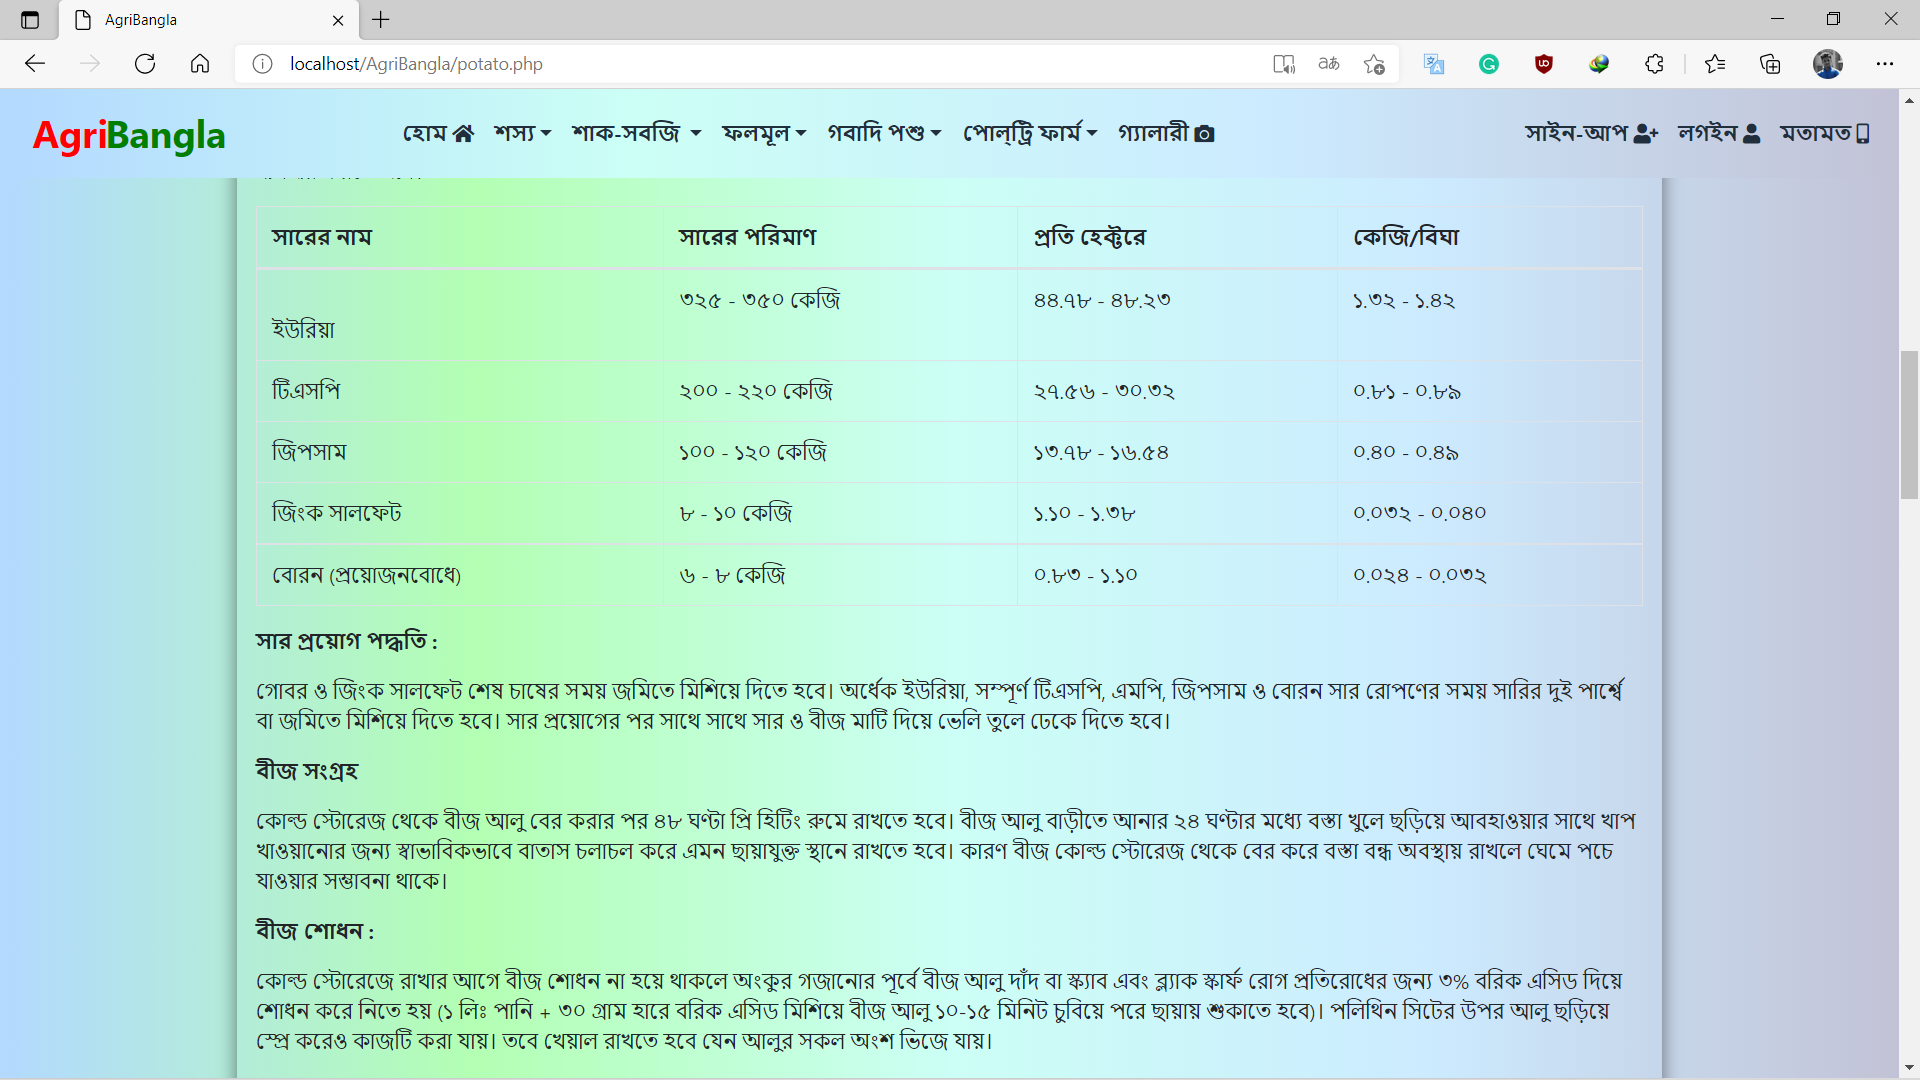 AgriBangla
localhost/AgriBangla/potato.php
AgriBangla
হোম শস্য শাক-সবজি ফলমূল গবাদি পশু পোল্ট্রি ফার্ম গ্যালারী সাইন-আপ লগইন মতামত
সারের নাম সারের পরিমাণ প্রতি হেক্টরে কেজি/বিঘা
৩২৫ - ৩৫০ কেজি ৪৪.৭৮ - ৪৮.২৩ ১.৩২ - ১.৪২
ইউরিয়া
টিএসপি ২০০ - ২২০ কেজি ২৭.৫৬ - ৩০.৩২ ০.৮১ - ০.৮৯
জিপসাম ১০০ - ১২০ কেজি ১৩.৭৮ - ১৬.৫৪ ০.৪০ - ০.৪৯
জিংক সালফেট ৮ - ১০ কেজি ১.১০ - ১.৩৮ ০.০৩২ - ০.০৪০
বোরন (প্রয়োজনবোধে) ৬ - ৮ কেজি ০.৮৩ - ১.১০ ০.০২৪ - ০.০৩২
সার প্রয়োগ পদ্ধতি :
গোবর ও জিংক সালফেট শেষ চাষের সময় জমিতে মিশিয়ে দিতে হবে। অর্ধেক ইউরিয়া, সম্পূর্ণ টিএসপি, এমপি, জিপসাম ও বোরন সার রোপণের সময় সারির দুই পার্শ্বে
বা জমিতে মিশিয়ে দিতে হবে। সার প্রয়োগের পর সাথে সাথে সার ও বীজ মাটি দিয়ে ভেলি তুলে ঢেকে দিতে হবে।
বীজ সংগ্রহ
কোল্ড স্টোরেজ থেকে বীজ আলু বের করার পর ৪৮ ঘণ্টা প্রি হিটিং রুমে রাখতে হবে। বীজ আলু বাড়ীতে আনার ২৪ ঘণ্টার মধ্যে বস্তা খুলে ছড়িয়ে আবহাওয়ার সাথে খাপ
খাওয়ানোর জন্য স্বাভাবিকভাবে বাতাস চলাচল করে এমন ছায়াযুক্ত স্থানে রাখতে হবে। কারণ বীজ কোল্ড স্টোরেজ থেকে বের করে বস্তা বন্ধ অবস্থায় রাখলে ঘেমে পচে
যাওয়ার সম্ভাবনা থাকে।
বীজ শোধন :
কোল্ড স্টোরেজে রাখার আগে বীজ শোধন না হয়ে থাকলে অংকুর গজানোর পূর্বে বীজ আলু দাঁদ বা স্ক্যাব এবং ব্ল্যাক স্কার্ফ রোগ প্রতিরোধের জন্য ৩% বরিক এসিড দিয়ে
শোধন করে নিতে হয় (১ লিঃ পানি + ৩০ গ্রাম হারে বরিক এসিড মিশিয়ে বীজ আলু ১০-১৫ মিনিট চুবিয়ে পরে ছায়ায় শুকাতে হবে)। পলিথিন সিটের উপর আলু ছড়িয়ে
স্প্রে করেও কাজটি করা যায়। তবে খেয়াল রাখতে হবে যেন আলুর সকল অংশ ভিজে যায়।